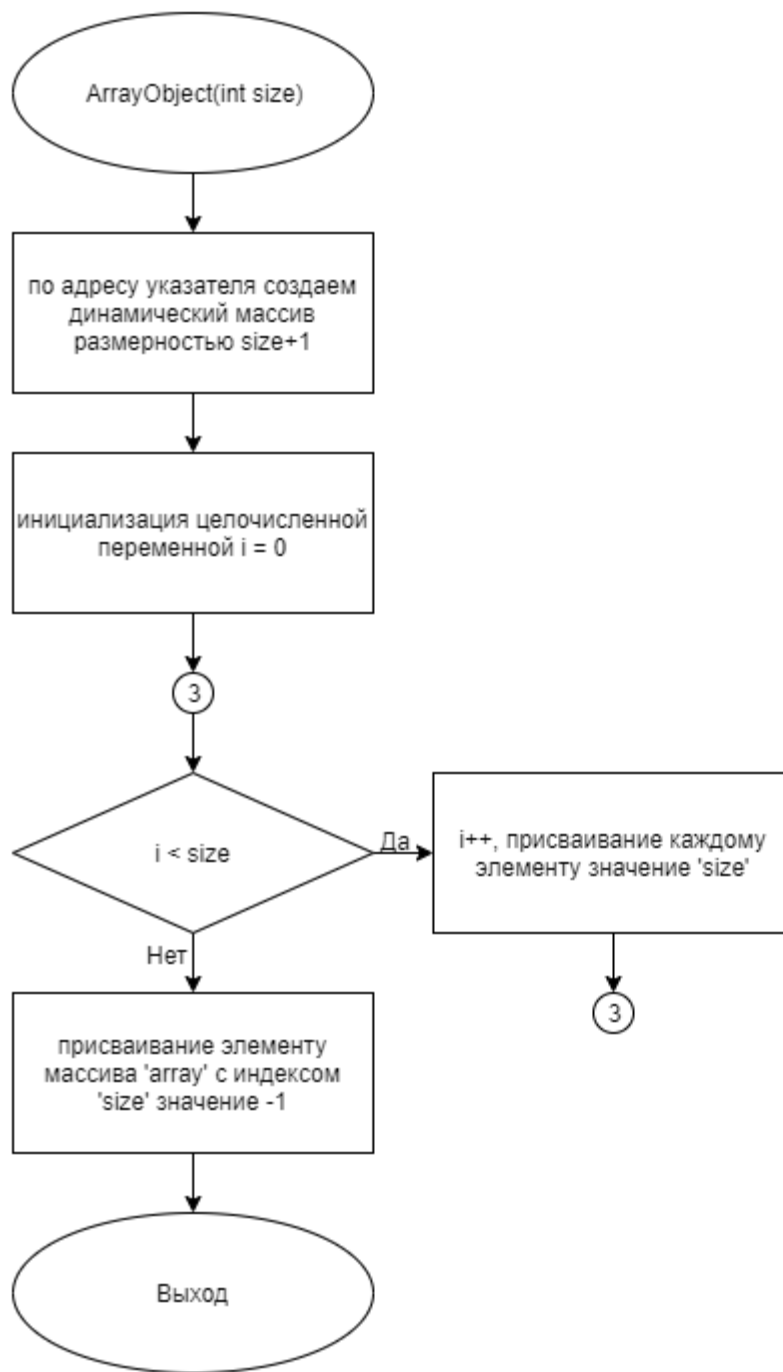 ArrayObject(int size)
по адресу указателя создаем
динамический массив
размерностью size+1
инициализация целочисленной
переменной i = 0
3
i < size
Да
i++, присваивание каждому
элементу значение 'size'
3
Нет
присваивание элементу
массива 'array' с индексом
'size' значение -1
Выход